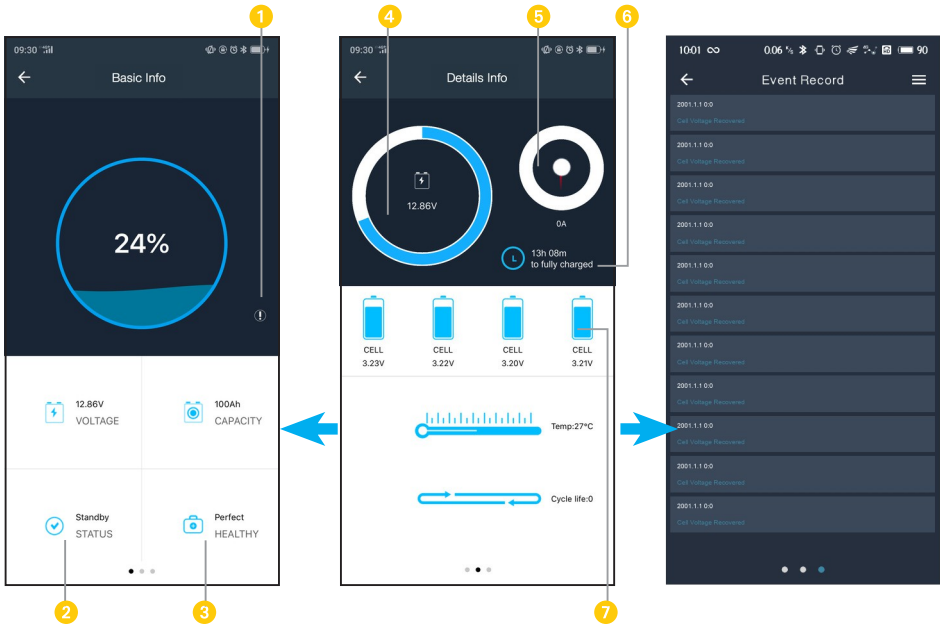 1
4
5
6
09:30
Basic Info
24%
12.86V
VOLTAGE
100Ah
CAPACITY
Standby
STATUS
Perfect
HEALTHY
2
3
09:30
Details Info
12.86V
0A
13h 08m
to fully charged
CELL
3.23V
CELL
3.22V
CELL
3.20V
CELL
3.21V
Temp:27°C
Cycle life:0
7
10:01
0.06
90
Event Record
2001.1.1 0:0
Cell Voltage Recovered
2001.1.1 0:0
Cell Voltage Recovered
2001.1.1 0:0
Cell Voltage Recovered
2001.1.1 0:0
Cell Voltage Recovered
2001.1.1 0:0
Cell Voltage Recovered
2001.1.1 0:0
Cell Voltage Recovered
2001.1.1 0:0
Cell Voltage Recovered
2001.1.1 0:0
Cell Voltage Recovered
2001.1.1 0:0
Cell Voltage Recovered
2001.1.1 0:0
Cell Voltage Recovered
2001.1.1 0:0
Cell Voltage Recovered